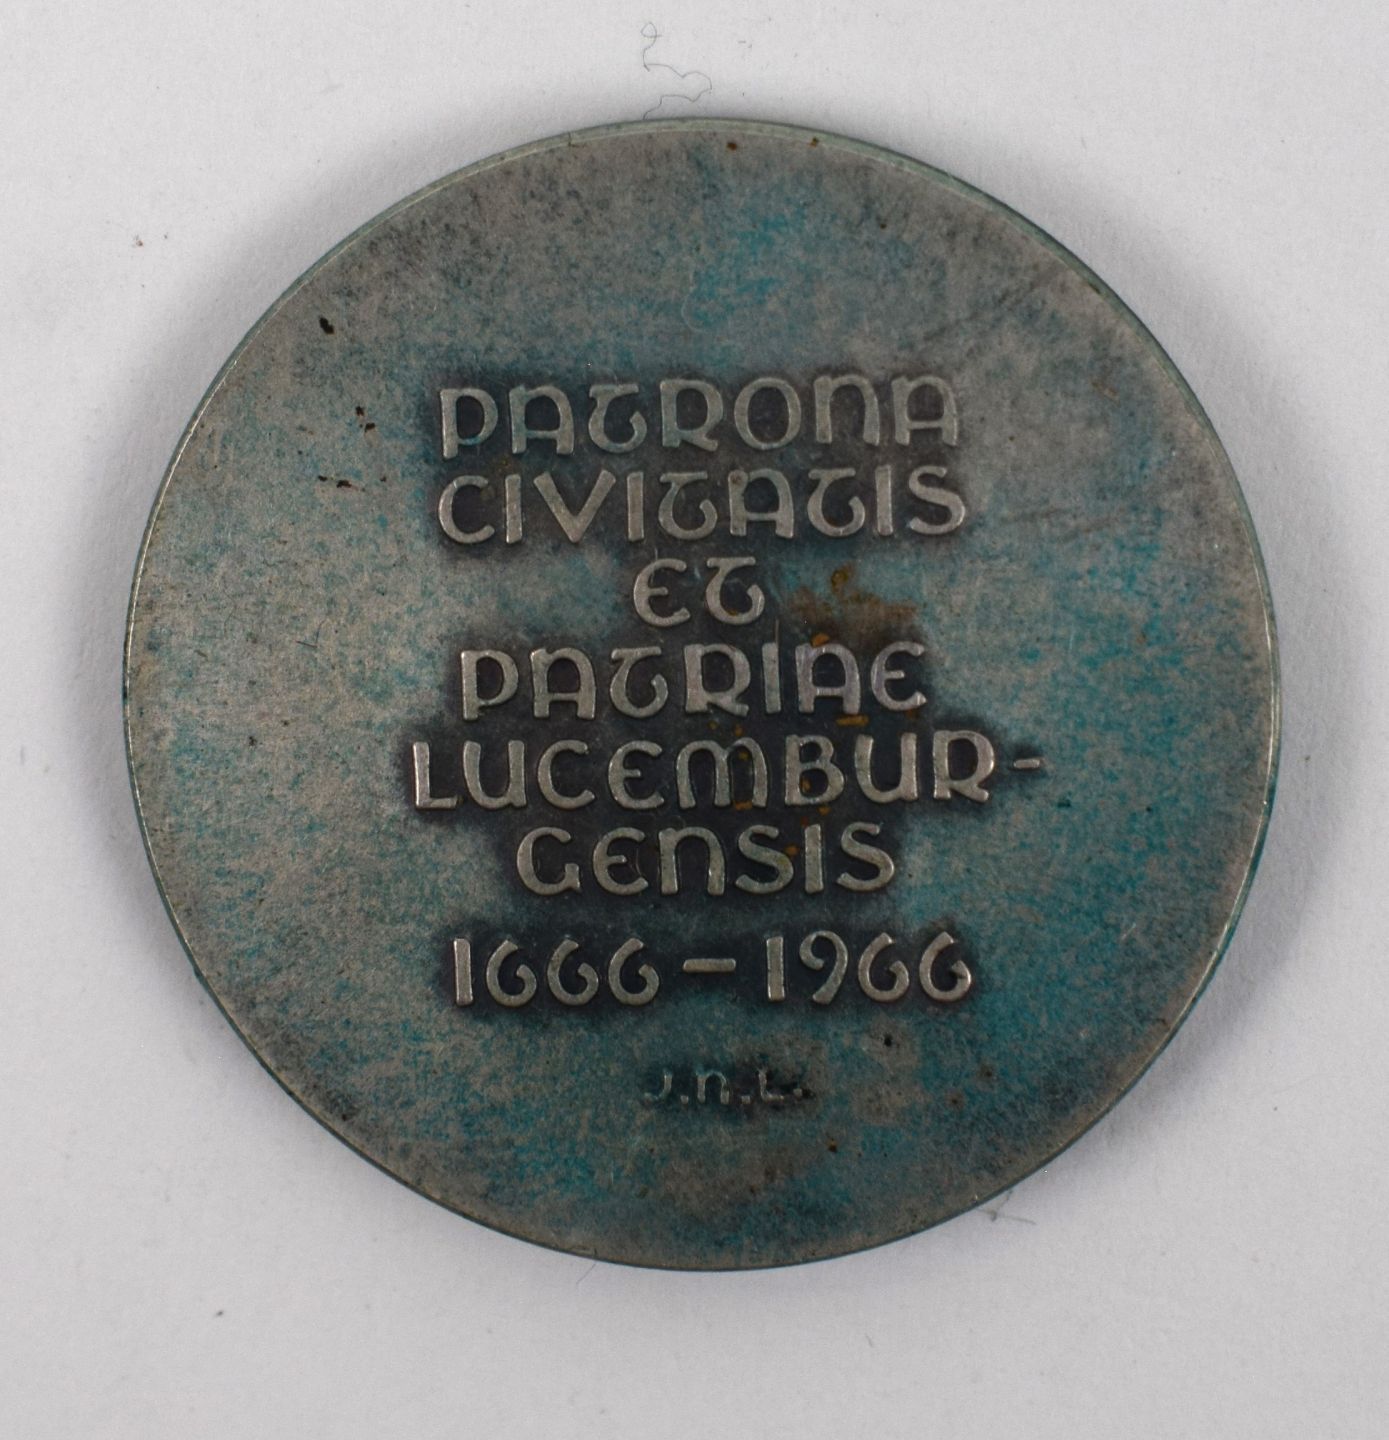 PATRONA
CIVITATIS
ET
PATRIAE
LUCEMBUR-
GENSIS
1666-1966
J.N.L.